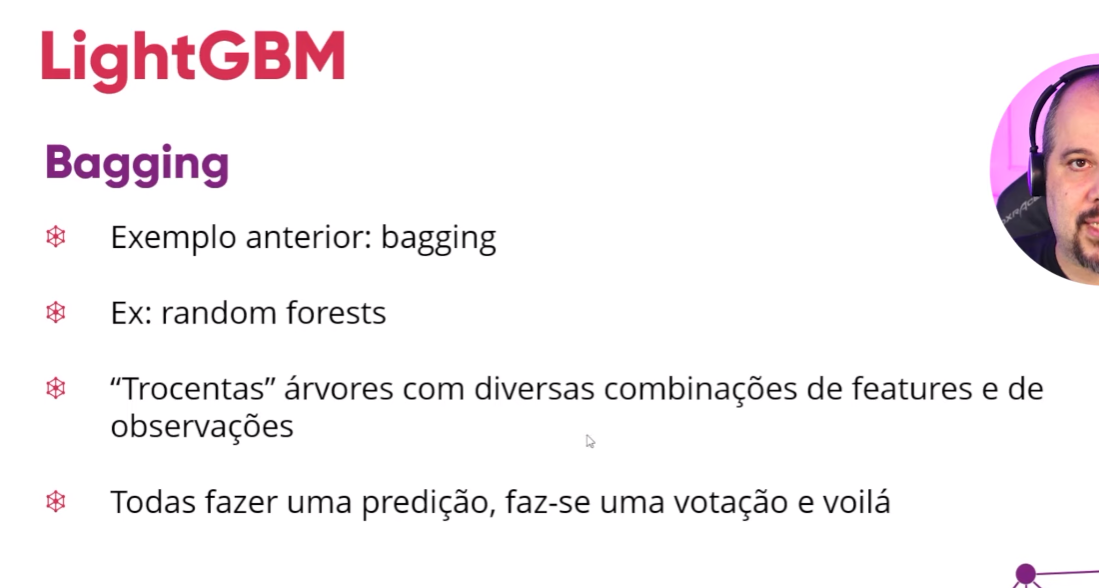 LightGBM
Bagging
Exemplo anterior: bagging
Ex: random forests
“Trocentas” árvores com diversas combinações de features e de
observações
Todas fazer uma predição, faz-se uma votação e voilá